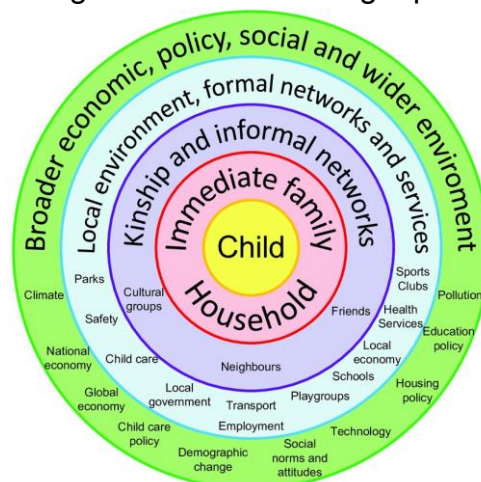 Broader economic, policy, social and wider enviroment
Local environment, formal networks and services
Kinship and informal networks
Immediate family
Child
Household
Climate
Parks
Cultural
groups
Safety
National
economy
Child care
Global
economy
Local
government
Child care
policy
Neighbours
Transport
Employment
Demographic
change
Social
norms and
attitudes
Playgroups
Schools
Technology
Friends
Local
economy
Health
Services
Sports
Clubs
Pollution
Education
policy
Housing
policy